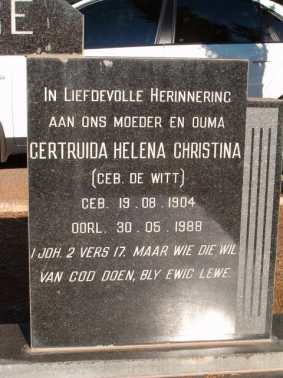 IN LIEFDEVOLLE HERINNERING
AAN ONS MOEDER EN OUMA
GERTRUIDA HELENA CHRISTINA
(GEB. DE WITT)
GEB. 19·08·1904
OORL. 30·05·1988
1 JOH. 2 VERS 17. MAAR WIE DIE WIL
VAN GOD DOEN, BLY EWIG LEWE.